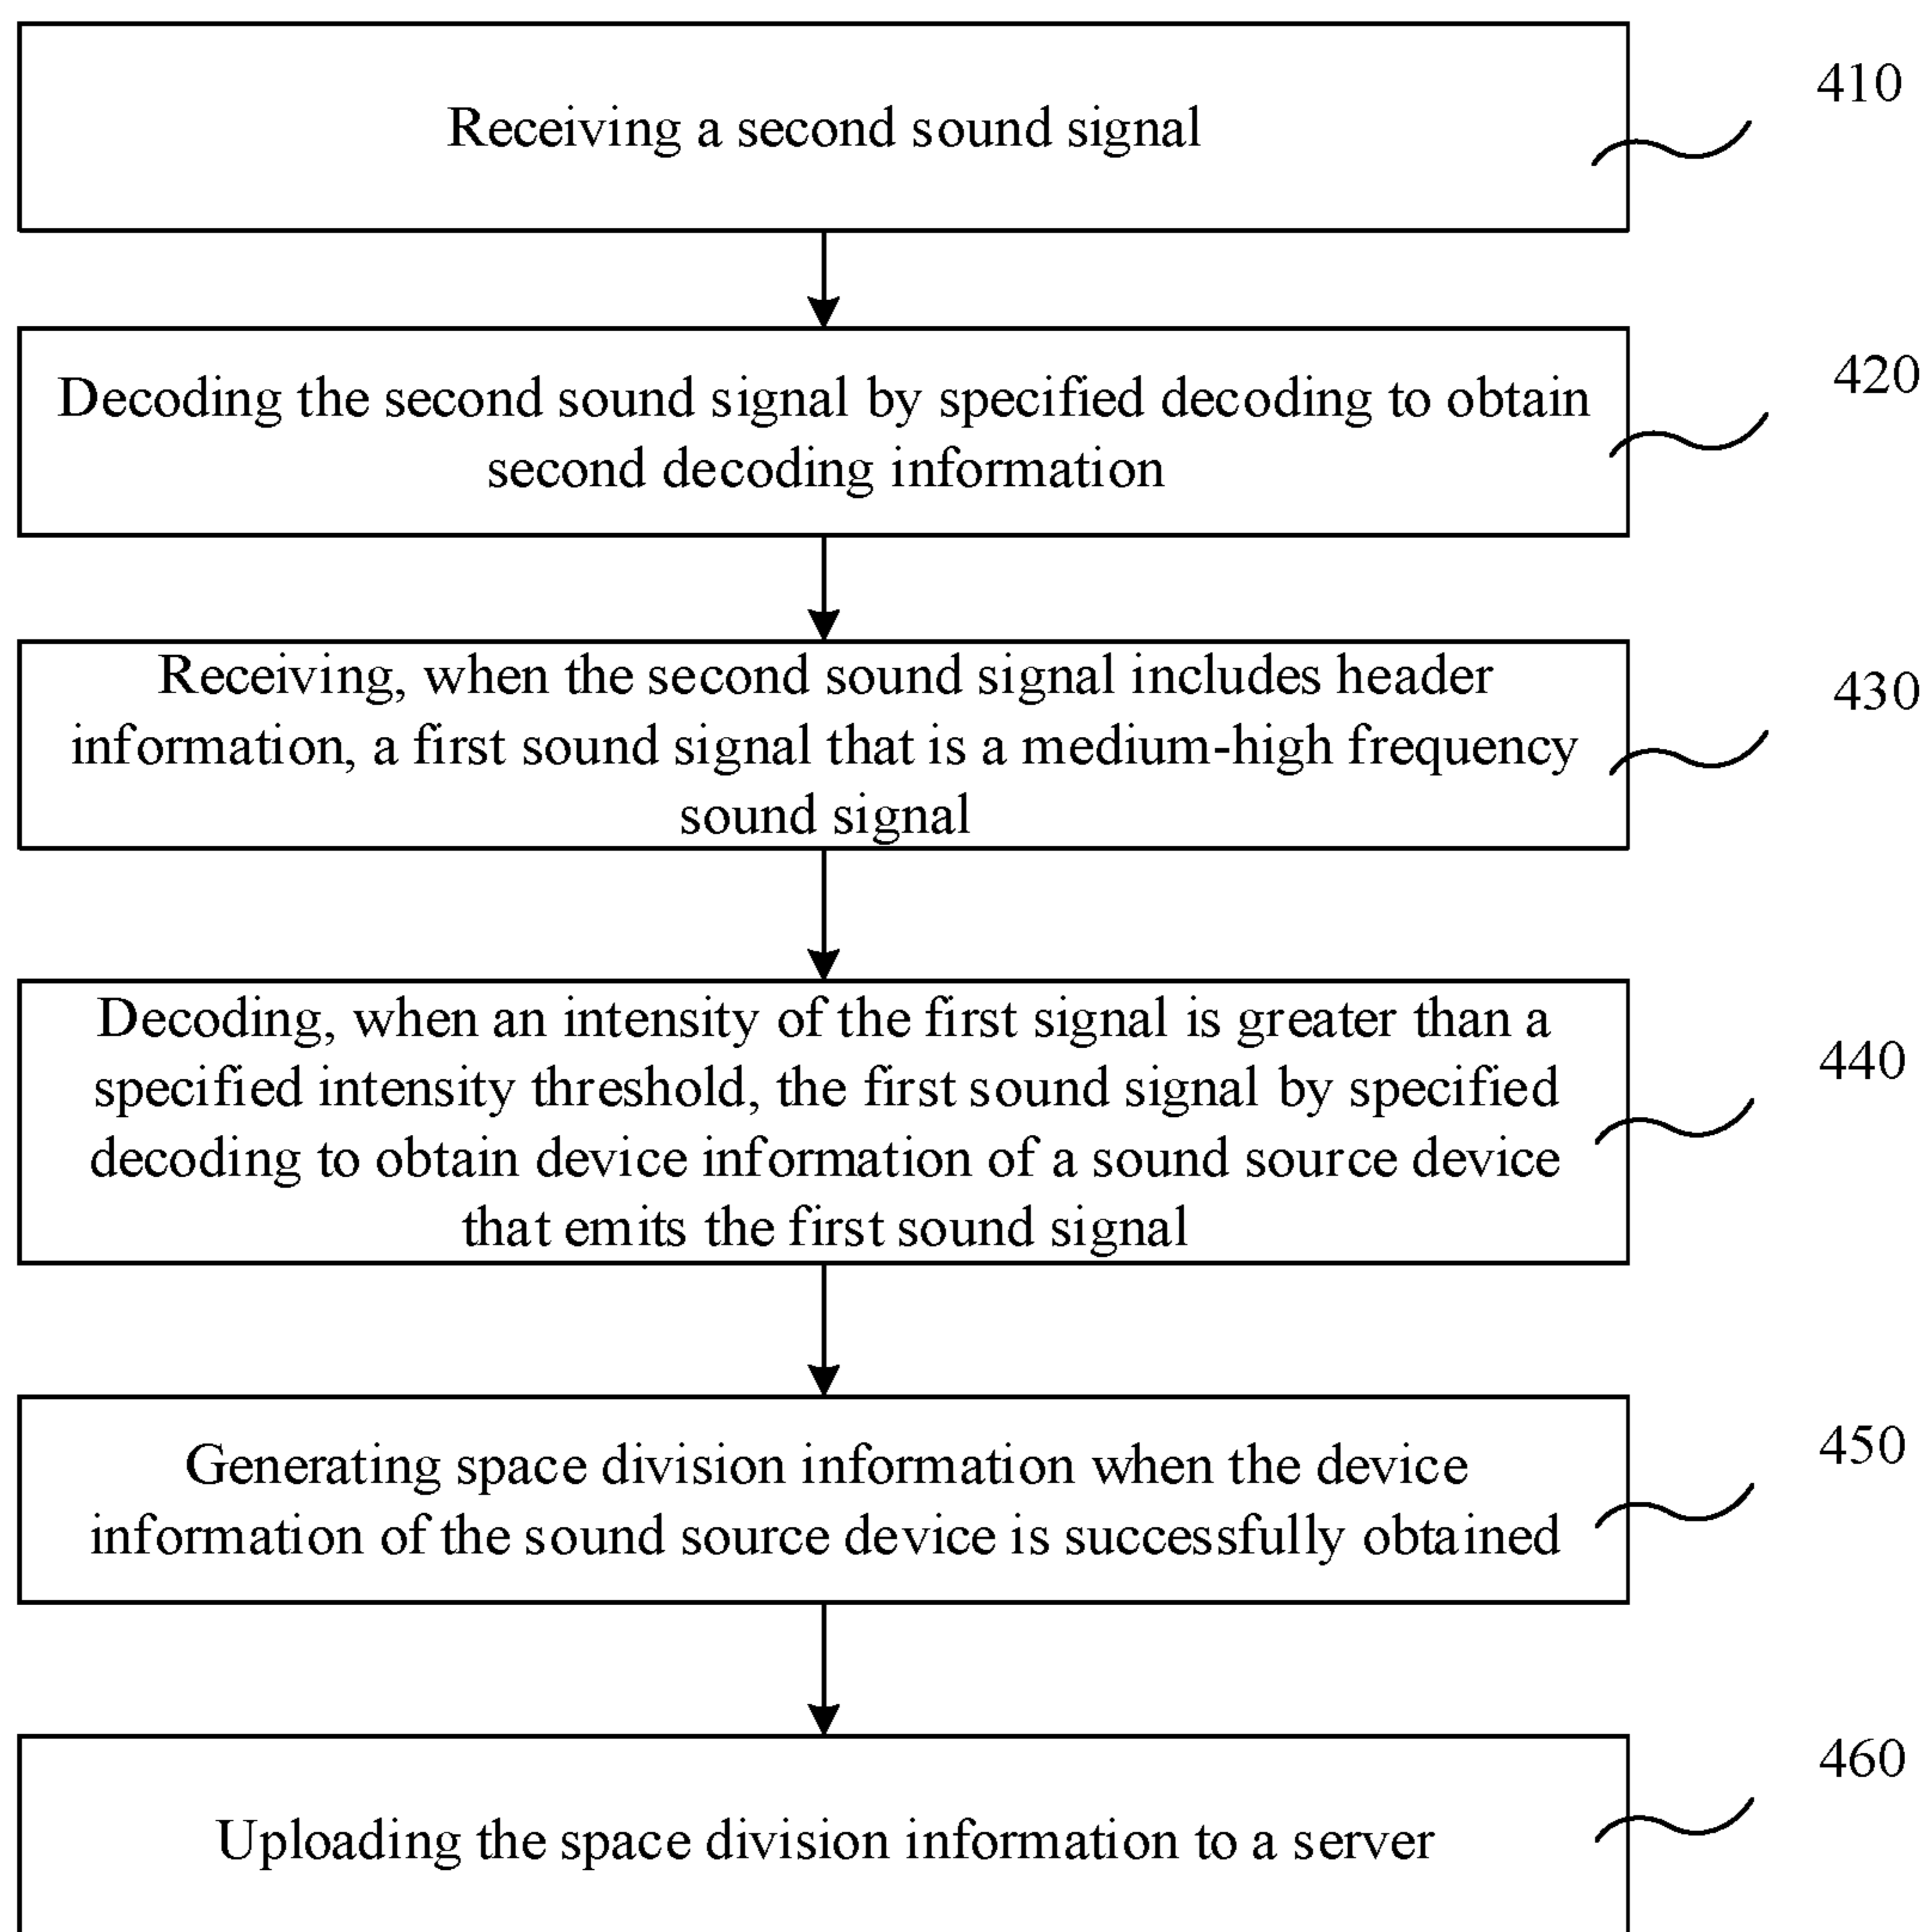 Receiving a second sound signal
410
Decoding the second sound signal by specified decoding to obtain
second decoding information
420
Receiving, when the second sound signal includes header
information, a first sound signal that is a medium-high frequency
sound signal
430
Decoding, when an intensity of the first signal is greater than a
specified intensity threshold, the first sound signal by specified
decoding to obtain device information of a sound source device
that emits the first sound signal
440
Generating space division information when the device
information of the sound source device is successfully obtained
450
Uploading the space division information to a server
460